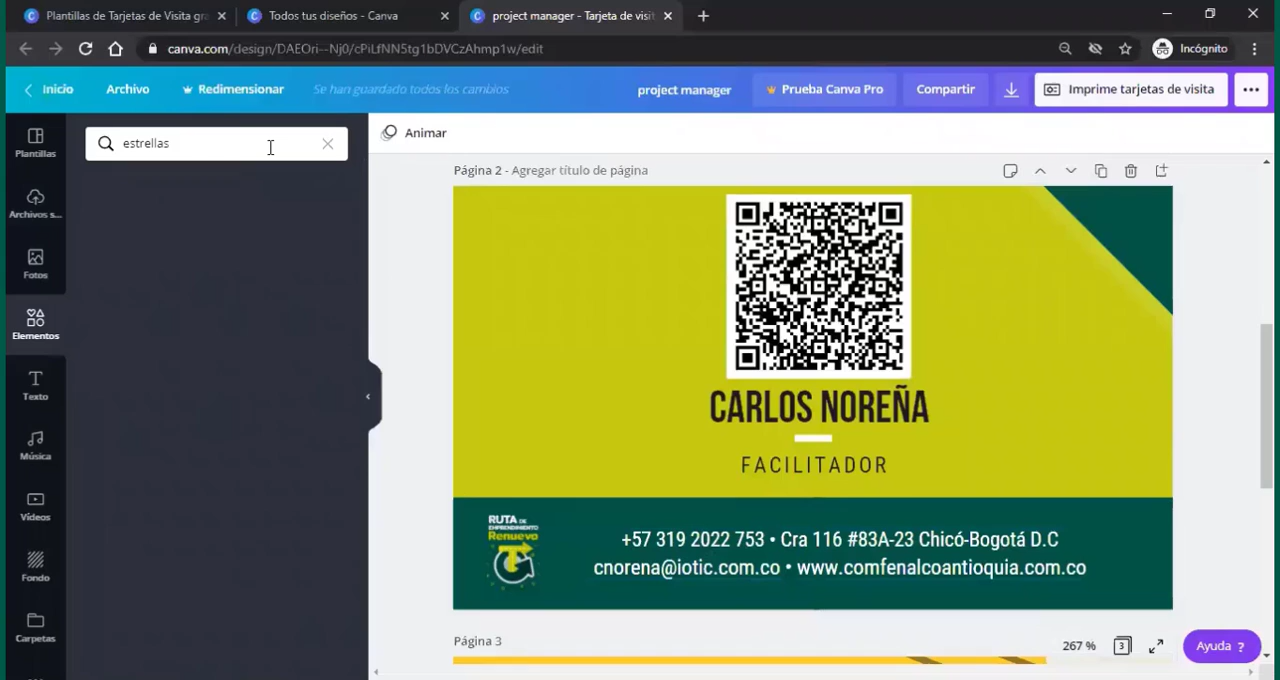 Plantillas de Tarjetas de Visita gra
Todos tus diseños - Canva
project manager - Tarjeta de visit
canva.com/design/DAEOri--Nj0/cPiLfNN5tg1bDVCzAhmp1w/edit
Incógnito
Inicio
Archivo
Redimensionar
Se han guardado todos los cambios
project manager
Prueba Canva Pro
Compartir
Imprime tarjetas de visita
Plantillas
estrellas
Animar
Página 2 - Agregar título de página
Archivos s...
Fotos
Elementos
Texto
Música
Vídeos
Fondo
Carpetas
CARLOS NOREÑA
FACILITADOR
RUTA DE
EMPRENDIMIENTO
Renuevo
+57 319 2022 753 • Cra 116 #83A-23 Chicó-Bogotá D.C
cnorena@iotic.com.co • www.comfenalcoantioquia.com.co
Página 3
267 %
3
Ayuda ?